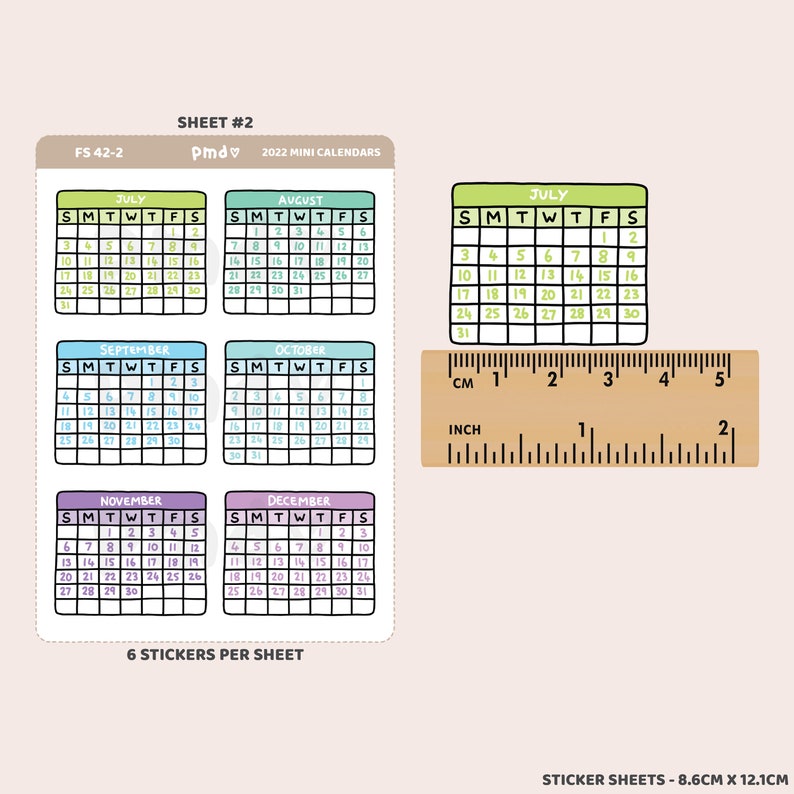 SHEET #2
FS 42-2
pmd
2022 MINI CALENDARS
JULY
S M T W T F S
1 2
3 4 5 6 7 8 9
10 11 12 13 14 15 16
17 18 19 20 21 22 23
24 25 26 27 28 29 30
31
AUGUST
S M T W T F S
1 2 3 4 5 6
7 8 9 10 11 12 13
14 15 16 17 18 19 20
21 22 23 24 25 26 27
28 29 30 31
SEPTEMBER
S M T W T F S
1 2 3
4 5 6 7 8 9 10
11 12 13 14 15 16 17
18 19 20 21 22 23 24
25 26 27 28 29 30
OCTOBER
S M T W T F S
1
2 3 4 5 6 7 8
9 10 11 12 13 14 15
16 17 18 19 20 21 22
23 24 25 26 27 28 29
30 31
NOVEMBER
S M T W T F S
1 2 3 4 5
6 7 8 9 10 11 12
13 14 15 16 17 18 19
20 21 22 23 24 25 26
27 28 29 30
DECEMBER
S M T W T F S
1 2 3
4 5 6 7 8 9 10
11 12 13 14 15 16 17
18 19 20 21 22 23 24
25 26 27 28 29 30 31
6 STICKERS PER SHEET
JULY
S M T W T F S
1 2
3 4 5 6 7 8 9
10 11 12 13 14 15 16
17 18 19 20 21 22 23
24 25 26 27 28 29 30
31
CM 1 2 3 4 5
INCH 1 2
STICKER SHEETS - 8.6CM X 12.1CM